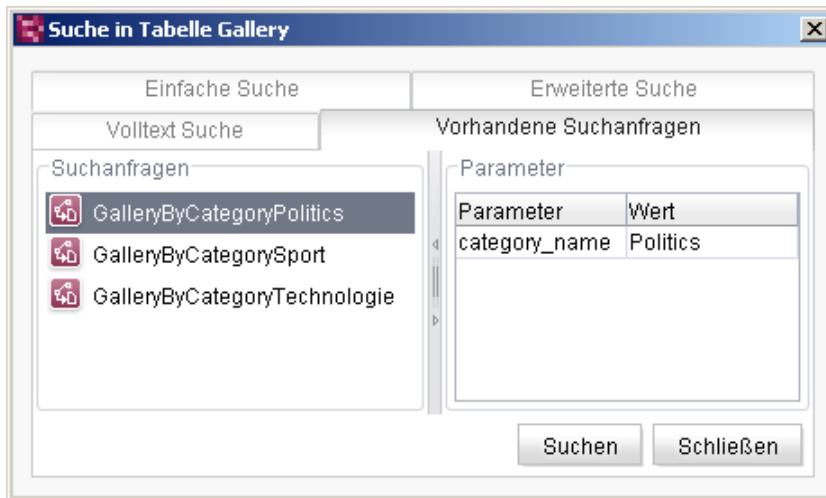 Suche in Tabelle Gallery
Einfache Suche
Erweiterte Suche
Volltext Suche
Vorhandene Suchanfragen
Suchanfragen
GalleryByCategoryPolitics
GalleryByCategorySport
GalleryByCategoryTechnologie
Parameter
Parameter Wert
category_name Politics
Suchen
Schließen